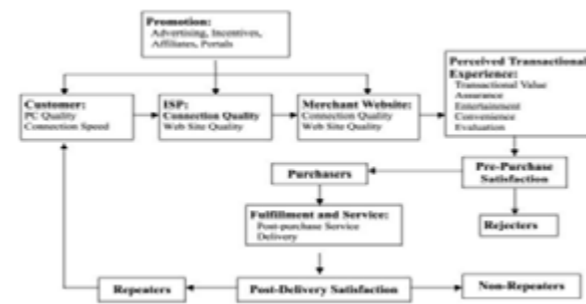 Promotion:
Advertising, Incentives,
Affiliates, Portals
Customer:
PC Quality
Connection Speed
ISP:
Connection Quality
Web Site Quality
Merchant Website:
Connection Quality
Web Site Quality
Perceived Transactional
Experience:
Transactional Value
Assurance
Entertainment
Convenience
Evaluation
Purchasers
Pre-Purchase
Satisfaction
Fulfillment and Service:
Post-purchase Service
Delivery
Rejecters
Repeaters
Post-Delivery Satisfaction
Non-Repeaters